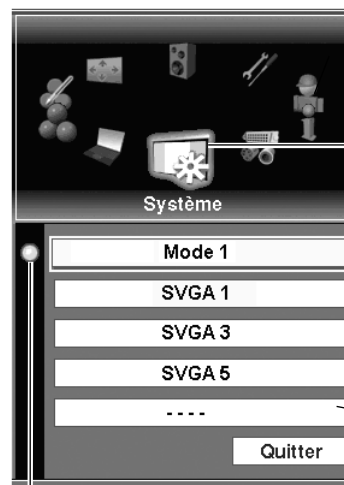 Système
Mode 1
SVGA 1
SVGA 3
SVGA 5
----
Quitter